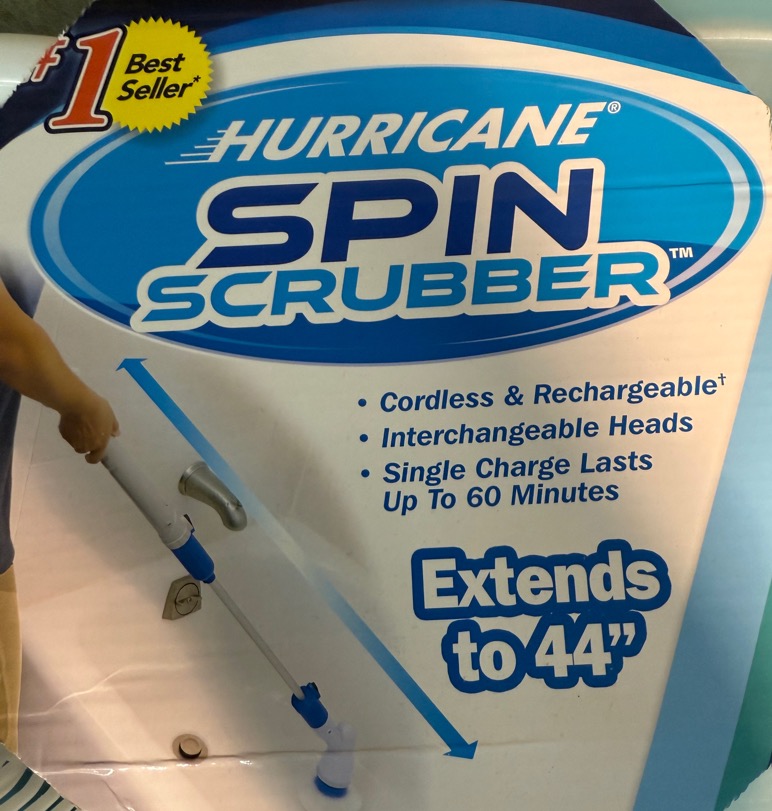 #1
Best
Seller*
HURRICANE®
SPIN
SCRUBBER™
• Cordless & Rechargeable†
• Interchangeable Heads
• Single Charge Lasts
Up To 60 Minutes
Extends
to 44”